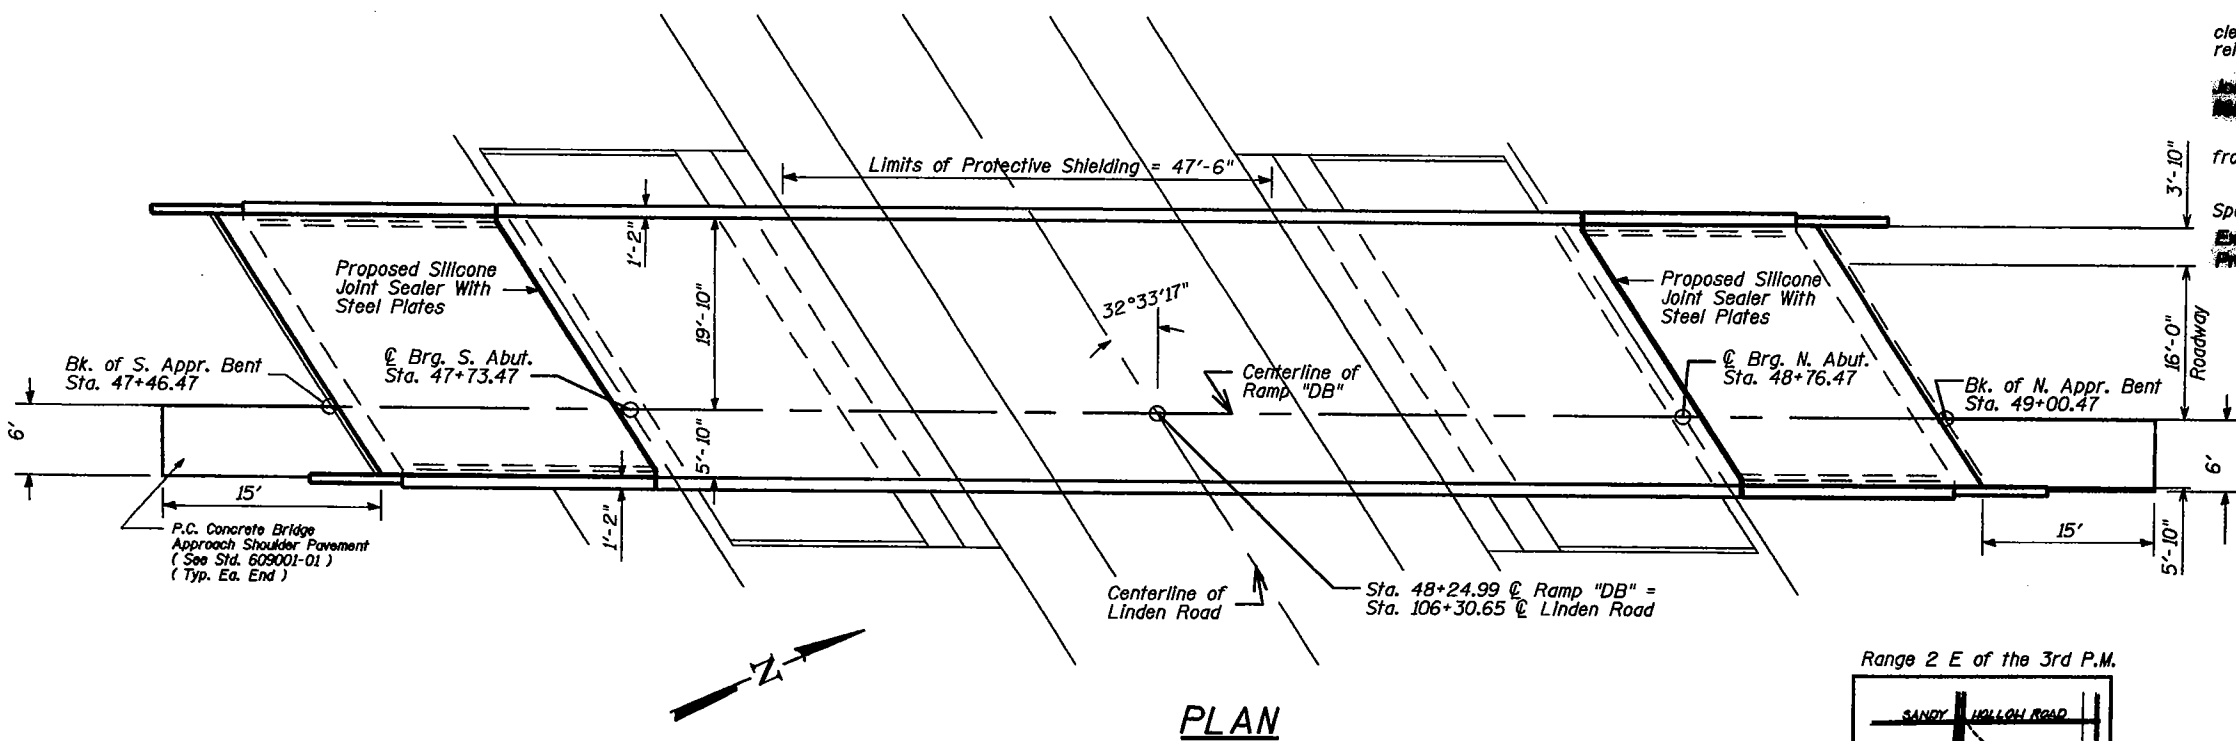 cle
rei
fro
Spe
3'-10"
Limits of Protective Shielding = 47'-6"
1'-2"
Proposed Silicone
Joint Sealer With
Steel Plates
19'-10"
32°33'17"
Proposed Silicone
Joint Sealer With
Steel Plates
16'-0"
Roadway
Bk. of S. Appr. Bent
Sta. 47+46.47
℄ Brg. S. Abut.
Sta. 47+73.47
Centerline of
Ramp "DB"
℄ Brg. N. Abut.
Sta. 48+76.47
Bk. of N. Appr. Bent
Sta. 49+00.47
6'
5'-10"
6'
15'
1'-2"
15'
5'-10"
P.C. Concrete Bridge
Approach Shoulder Pavement
( See Std. 609001-01 )
( Typ. Ea. End )
Centerline of
Linden Road
Sta. 48+24.99 ℄ Ramp "DB" =
Sta. 106+30.65 ℄ Linden Road
N
PLAN
Range 2 E of the 3rd P.M.
SANDY HOLLOW ROAD